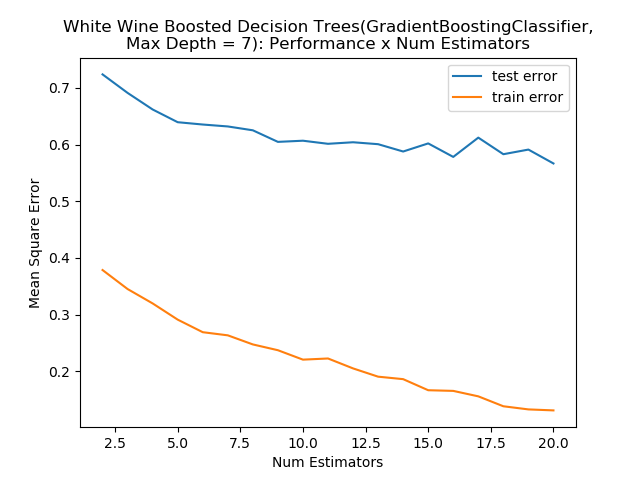 White Wine Boosted Decision Trees(GradientBoostingClassifier,
Max Depth = 7): Performance x Num Estimators
test error
train error
Mean Square Error
0.7
0.6
0.5
0.4
0.3
0.2
2.5 5.0 7.5 10.0 12.5 15.0 17.5 20.0
Num Estimators